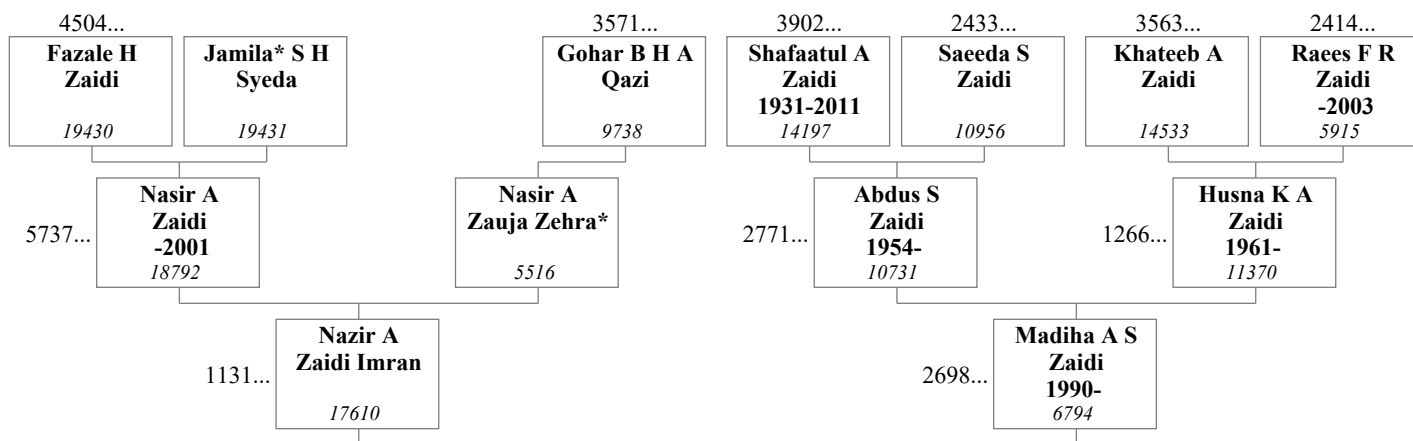 4504...
3571...
3902...
2433...
3563...
2414...
Fazale H
Zaidi
19430
Jamila* S H
Syeda
19431
Gohar B H A
Qazi
9738
Shafaatul A
Zaidi
1931-2011
14197
Saeeda S
Zaidi
10956
Khateeb A
Zaidi
14533
Raees F R
Zaidi
-2003
5915
5737...
Nasir A
Zaidi
-2001
18792
Nasir A
Zauja Zehra*
5516
2771...
Abdus S
Zaidi
1954-
10731
1266...
Husna K A
Zaidi
1961-
11370
1131...
Nazir A
Zaidi Imran
17610
2698...
Madiha A S
Zaidi
1990-
6794